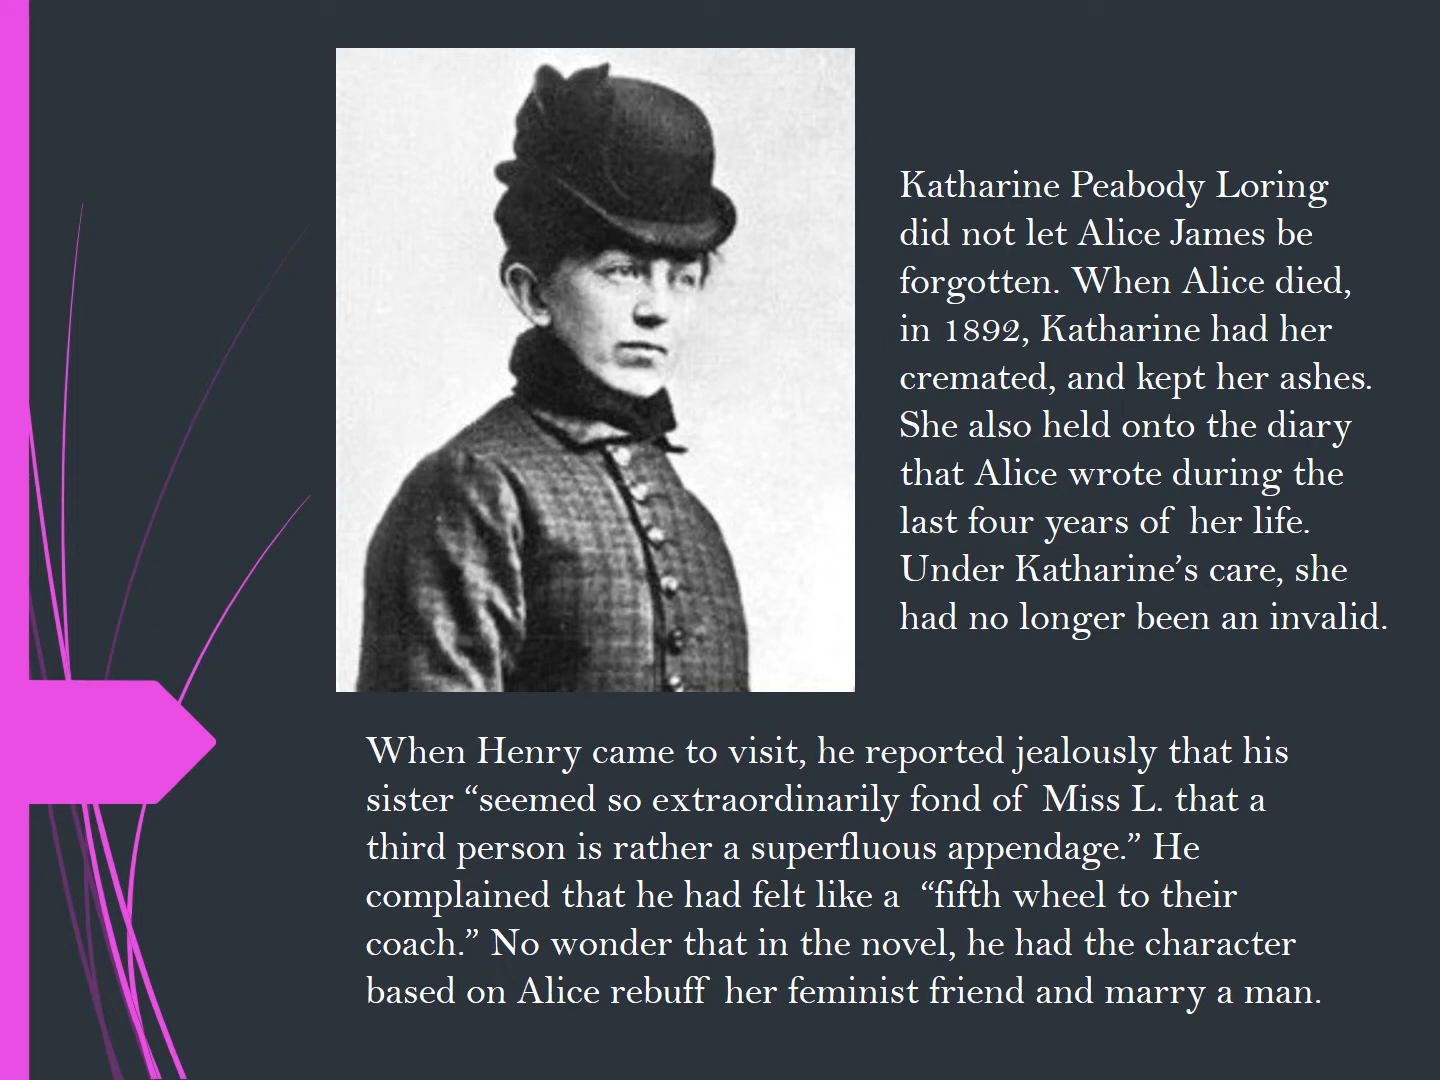 Katharine Peabody Loring
did not let Alice James be
forgotten. When Alice died,
in 1892, Katharine had her
cremated, and kept her ashes.
She also held onto the diary
that Alice wrote during the
last four years of her life.
Under Katharine’s care, she
had no longer been an invalid.
When Henry came to visit, he reported jealously that his
sister “seemed so extraordinarily fond of Miss L. that a
third person is rather a superfluous appendage.” He
complained that he had felt like a “fifth wheel to their
coach.” No wonder that in the novel, he had the character
based on Alice rebuff her feminist friend and marry a man.